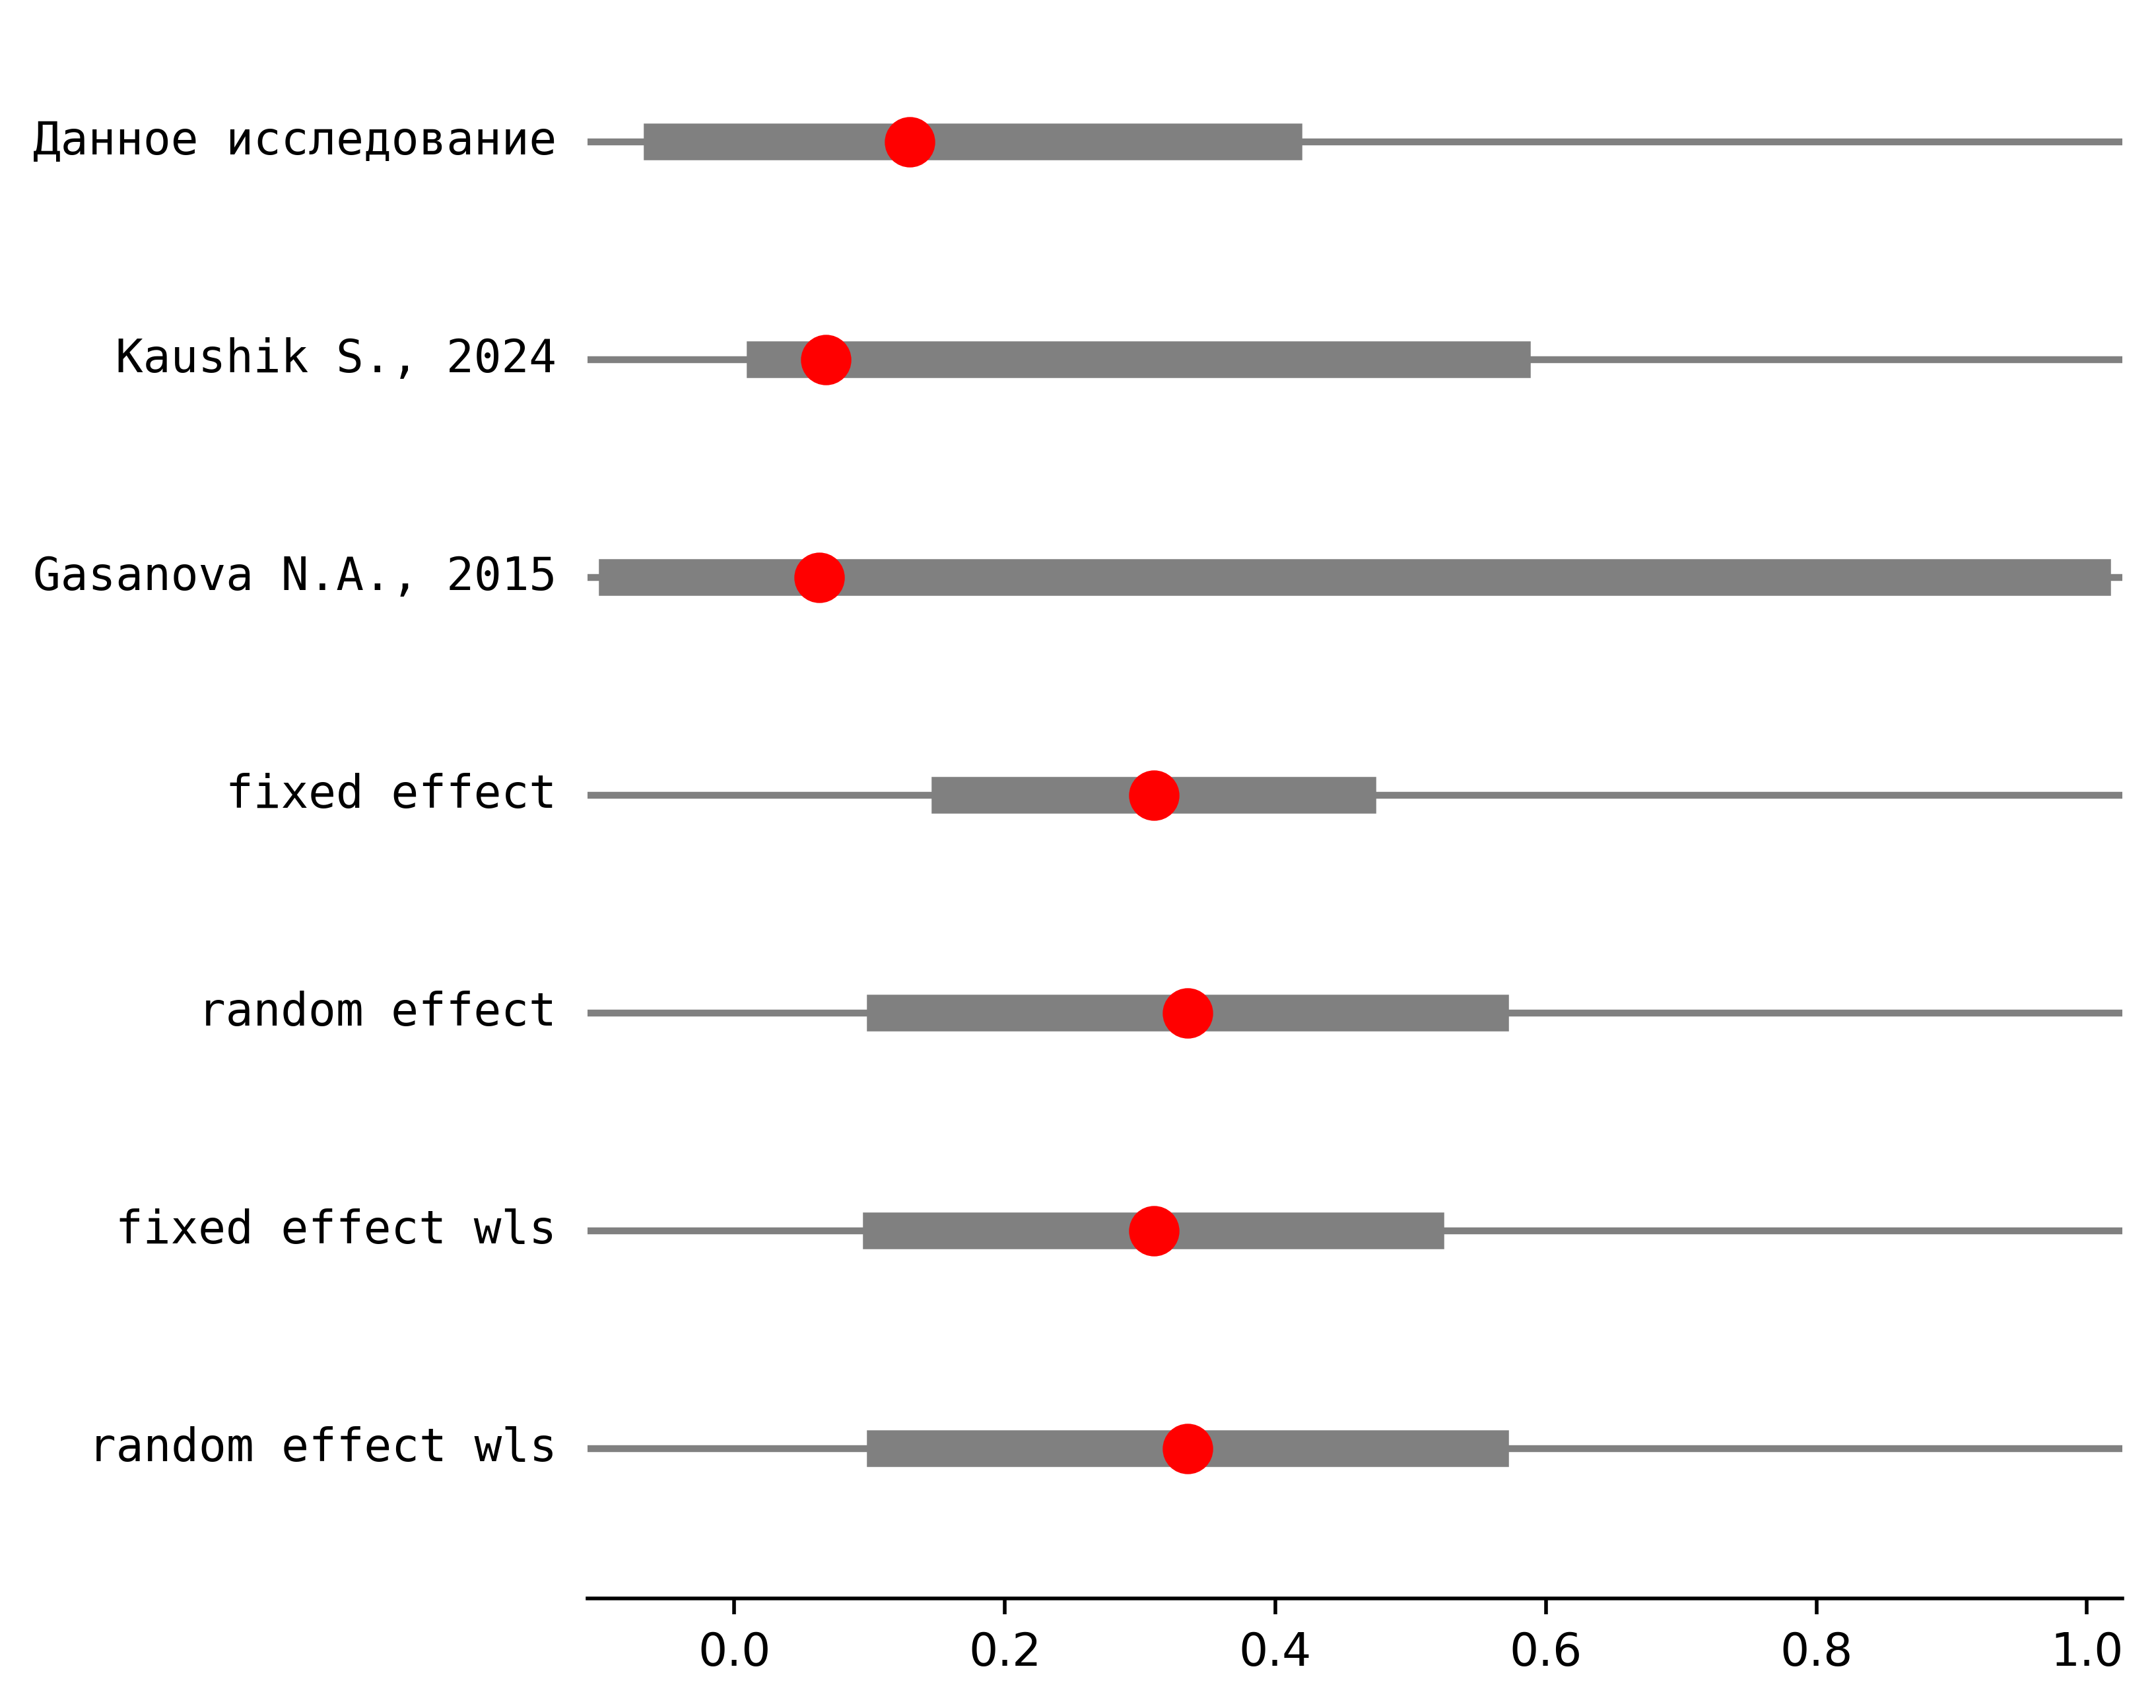 Данное исследование
Kaushik S., 2024
Gasanova N.A., 2015
fixed effect
random effect
fixed effect wls
random effect wls
0.0 0.2 0.4 0.6 0.8 1.0